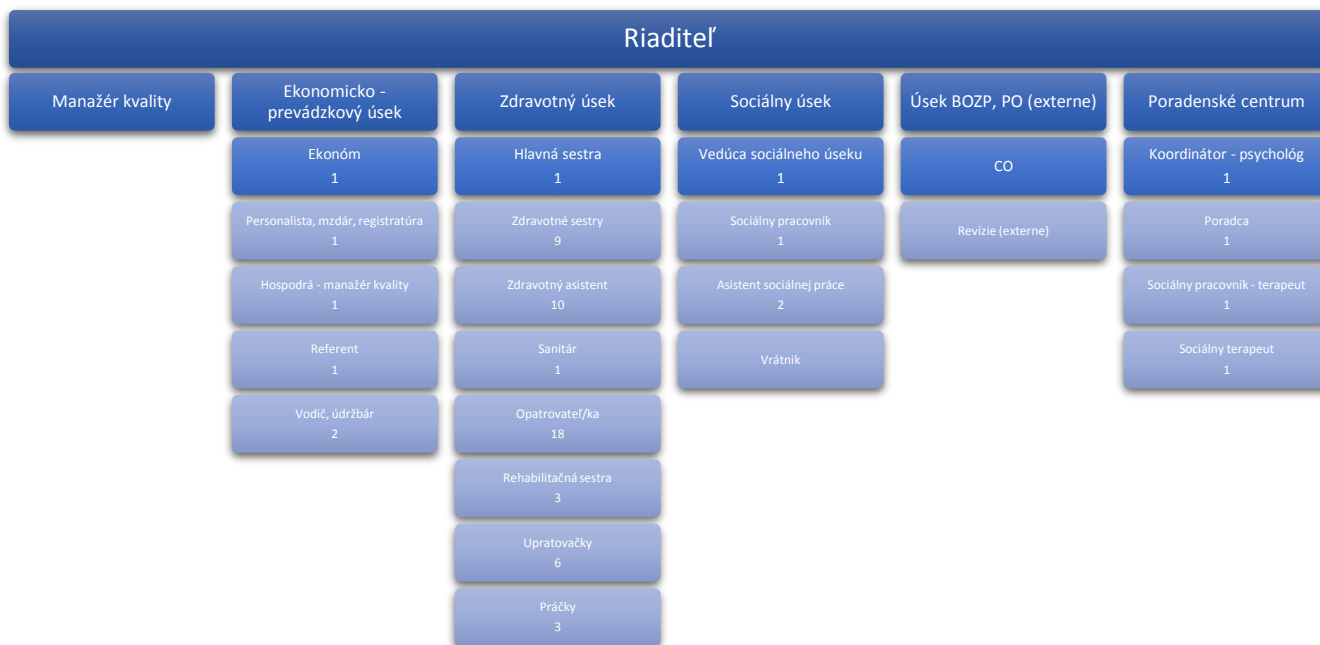 Riaditeľ
Manažér kvality
Ekonomicko -
prevádzkový úsek
Ekonóm
1
Personalista, mzdár, registratúra
1
Hospodrá - manažér kvality
1
Referent
1
Vodič, údržbár
2
Zdravotný úsek
Hlavná sestra
1
Zdravotné sestry
9
Zdravotný asistent
10
Sanitár
1
Opatrovateľ/ka
18
Rehabilitačná sestra
3
Upratovačky
6
Práčky
3
Sociálny úsek
Vedúca sociálneho úseku
1
Sociálny pracovník
1
Asistent sociálnej práce
2
Vrátnik
Úsek BOZP, PO (externe)
CO
Revízie (externe)
Poradenské centrum
Koordinátor - psychológ
1
Poradca
1
Sociálny pracovník - terapeut
1
Sociálny terapeut
1